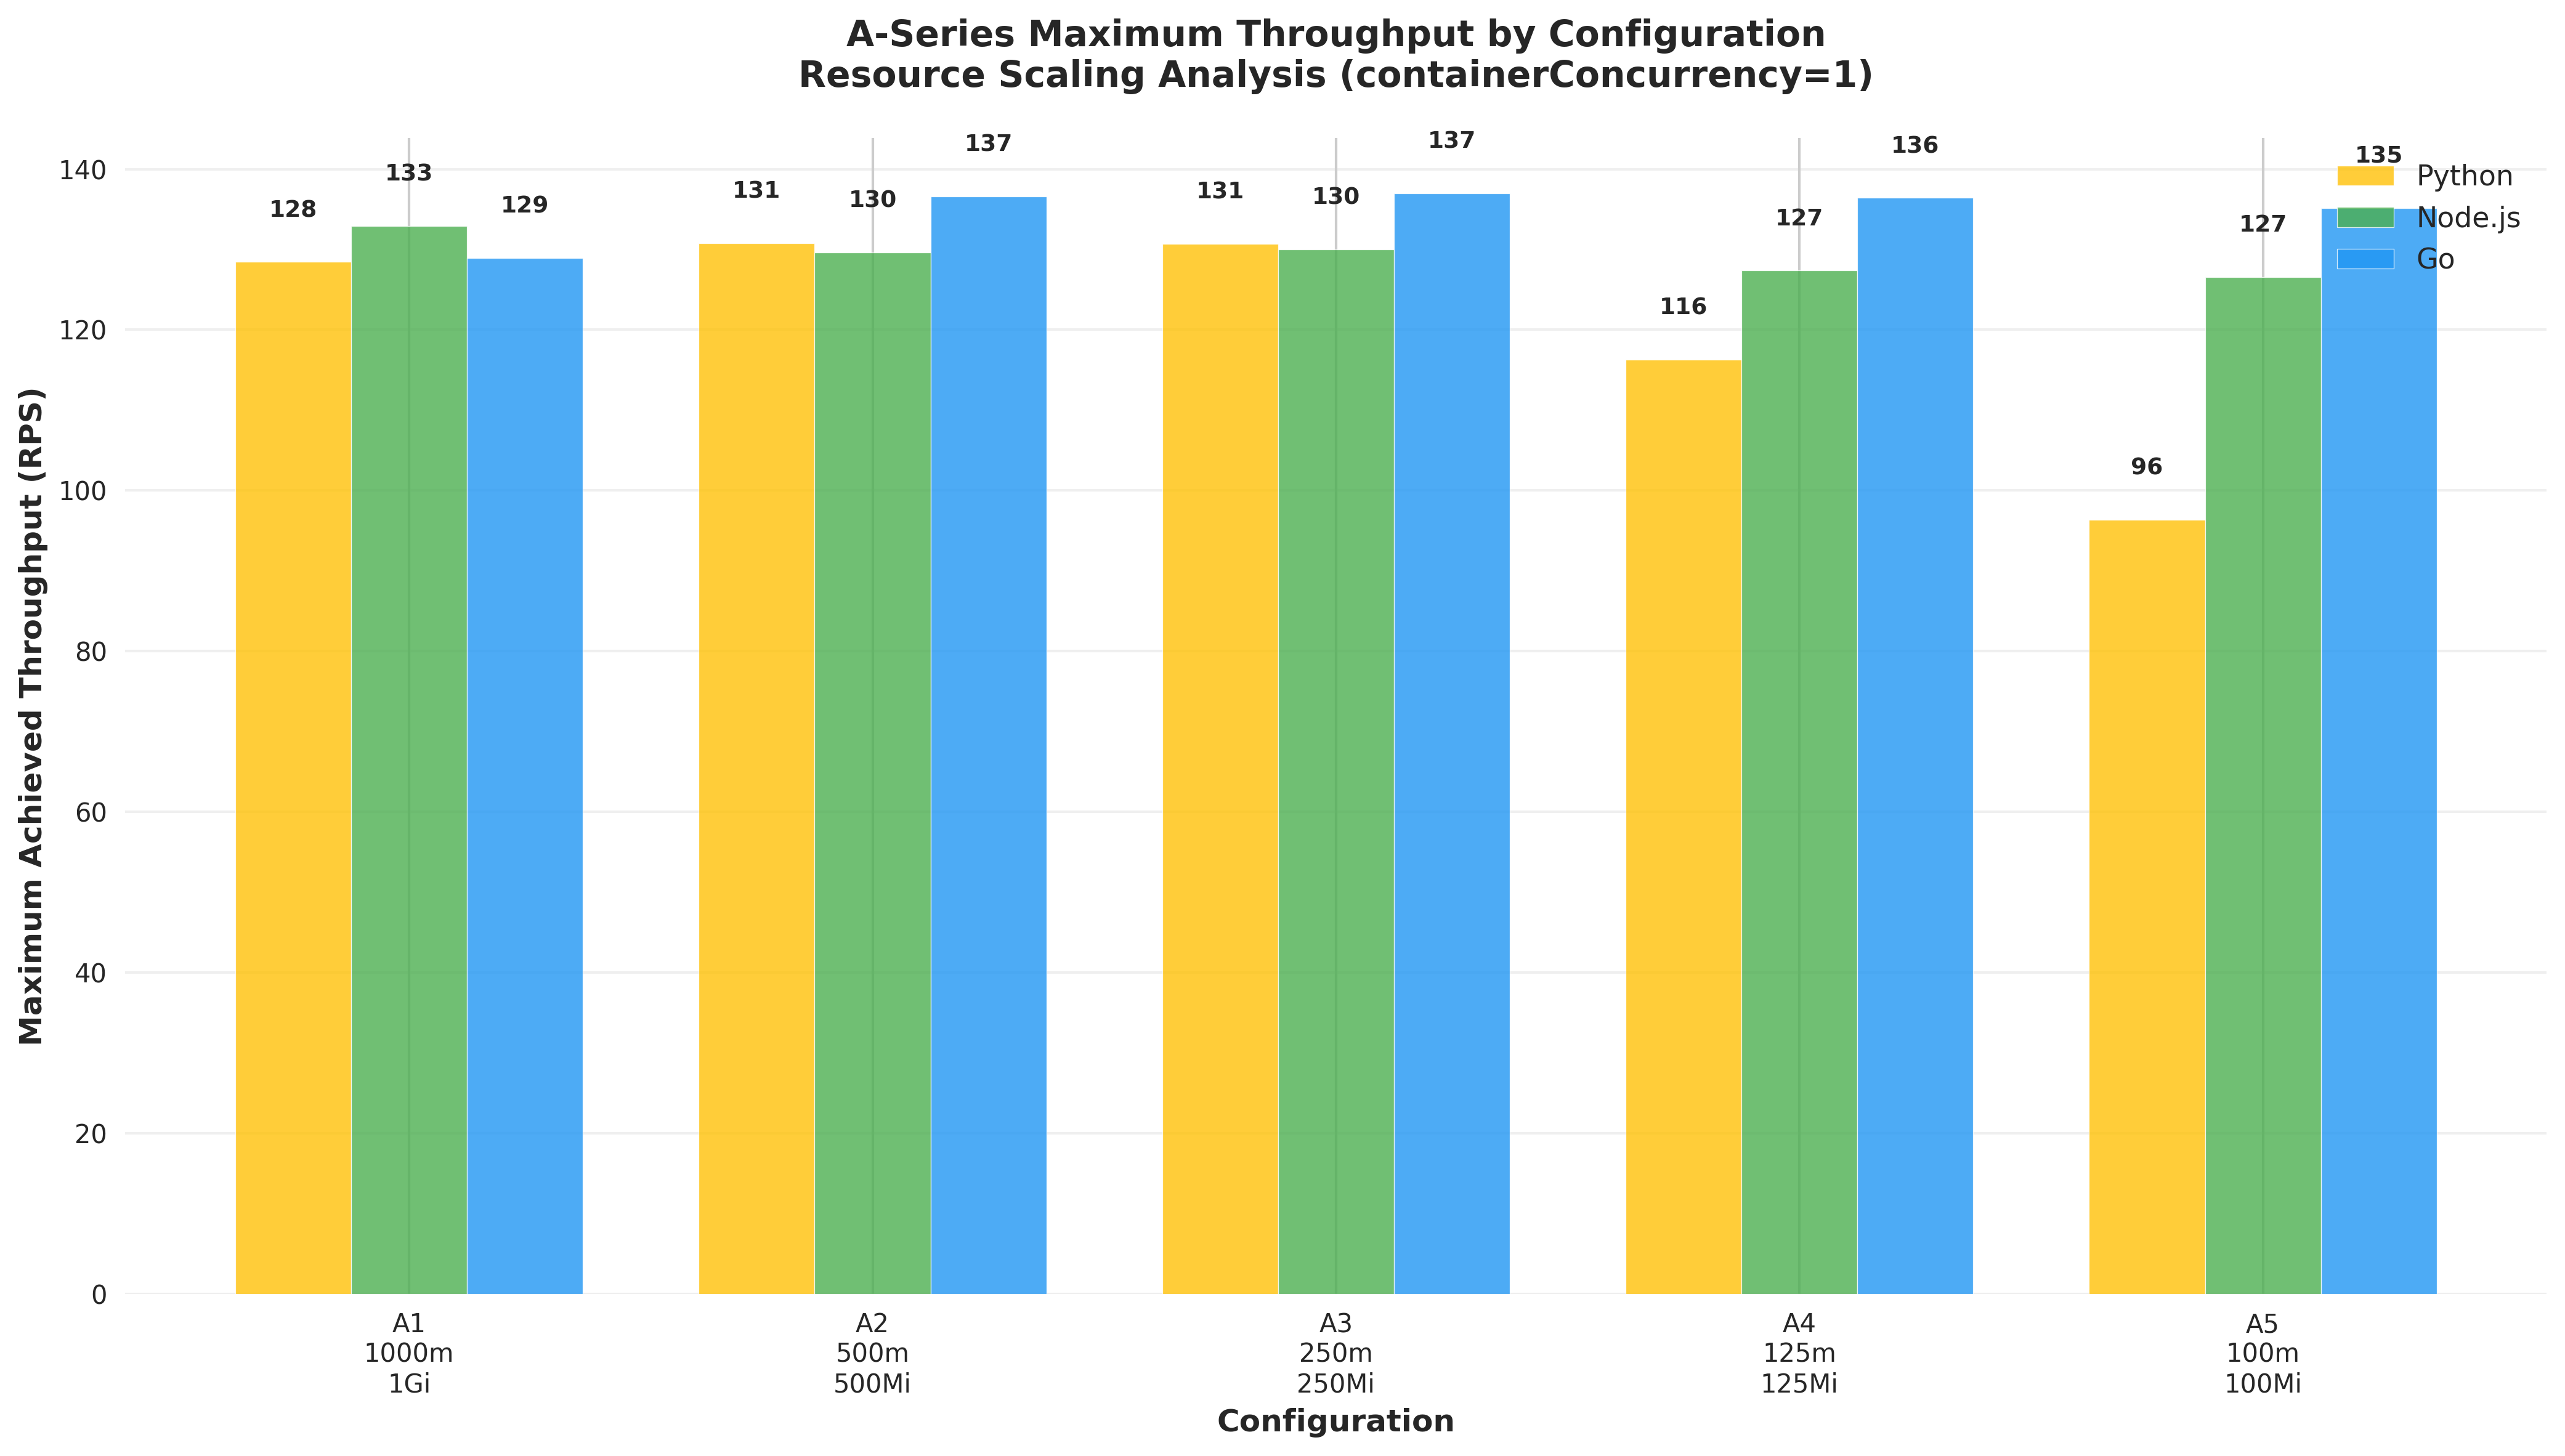 A-Series Maximum Throughput by Configuration
Resource Scaling Analysis (containerConcurrency=1)
Maximum Achieved Throughput (RPS)
140
120
100
80
60
40
20
0
128
133
129
131
130
137
131
130
137
116
127
136
96
127
135
Python
Node.js
Go
A1
1000m
1Gi
A2
500m
500Mi
A3
250m
250Mi
A4
125m
125Mi
A5
100m
100Mi
Configuration